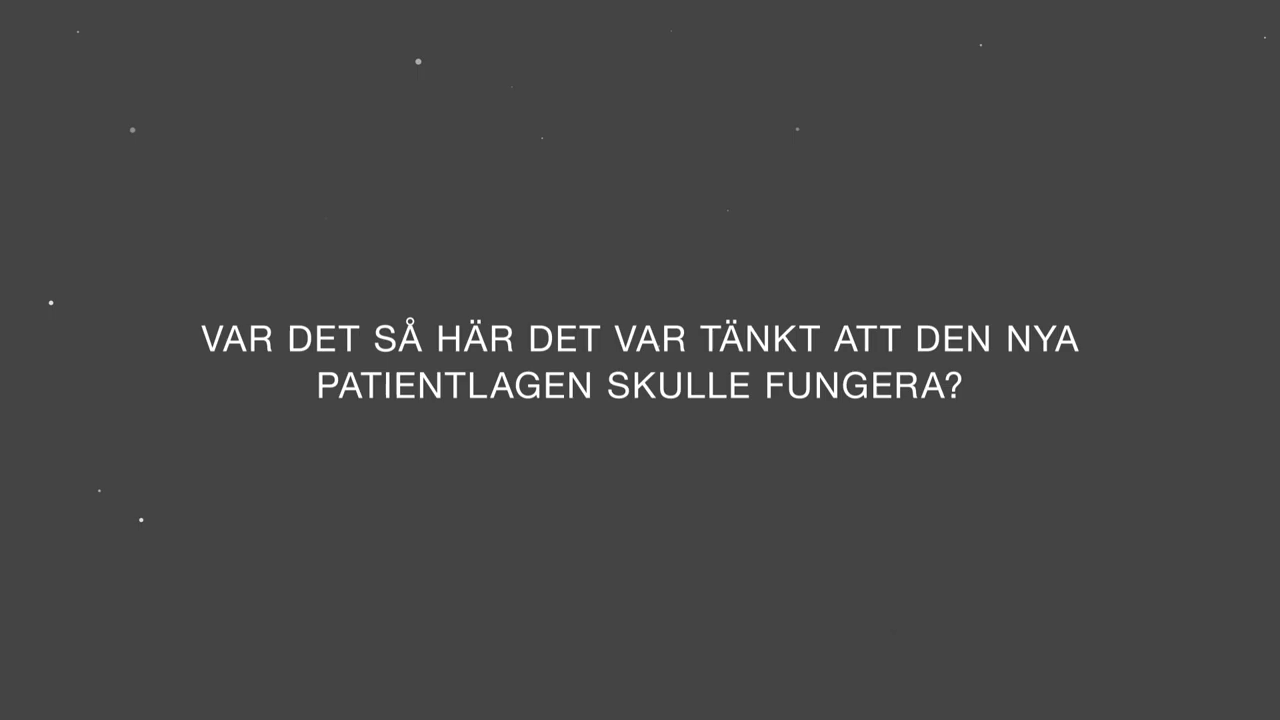 VAR DET SÅ HÄR DET VAR TÄNKT ATT DEN NYA
PATIENTLAGEN SKULLE FUNGERA?